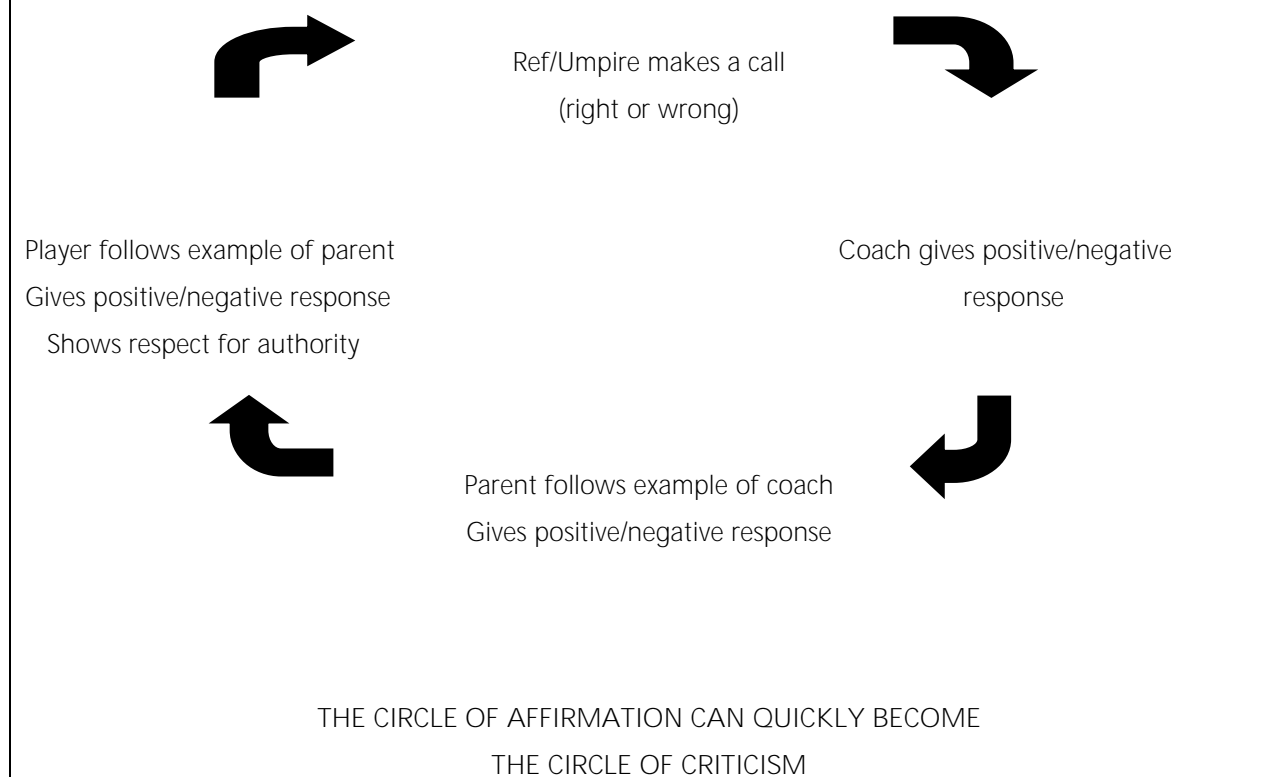 Ref/Umpire makes a call
(right or wrong)
Player follows example of parent
Gives positive/negative response
Shows respect for authority
Coach gives positive/negative
response
Parent follows example of coach
Gives positive/negative response
THE CIRCLE OF AFFIRMATION CAN QUICKLY BECOME
THE CIRCLE OF CRITICISM